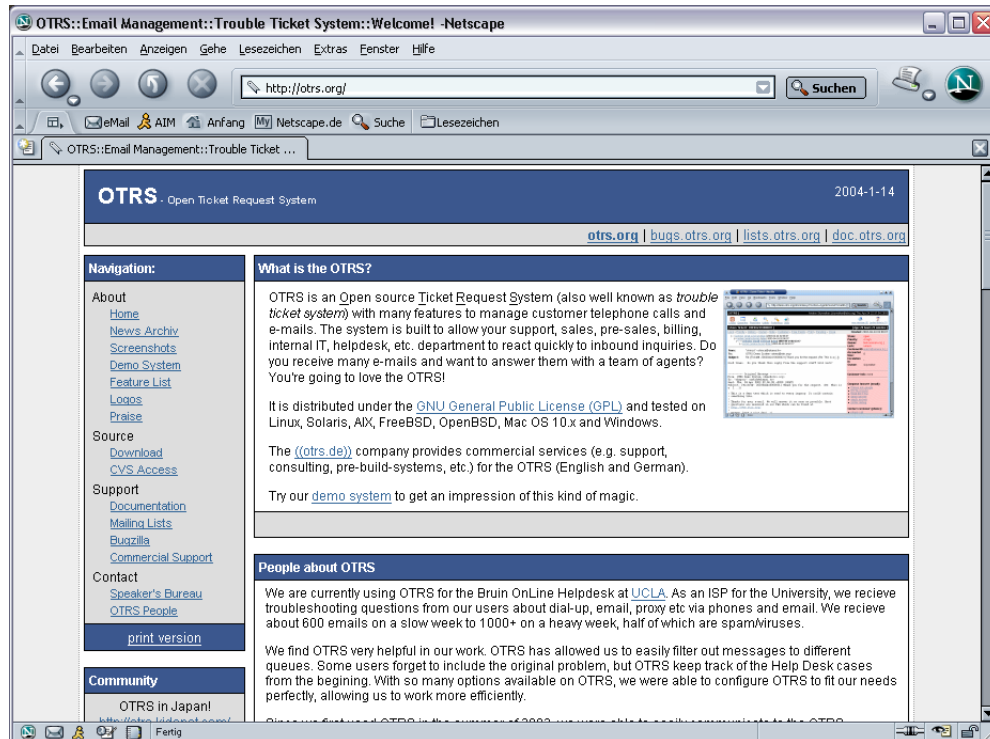 OTRS::Email Management::Trouble Ticket System::Welcome! -Netscape
Datei Bearbeiten Anzeigen Gehe Lesezeichen Extras Fenster Hilfe
http://otrs.org/ Suchen N
eMail AIM Anfang My Netscape.de Suche Lesezeichen
OTRS::Email Management::Trouble Ticket ...
OTRS - Open Ticket Request System 2004-1-14
otrs.org | bugs.otrs.org | lists.otrs.org | doc.otrs.org
Navigation:
About
Home
News Archiv
Screenshots
Demo System
Feature List
Logos
Praise
Source
Download
CVS Access
Support
Documentation
Mailing Lists
Bugzilla
Commercial Support
Contact
Speaker's Bureau
OTRS People
print version
Community
OTRS in Japan!
What is the OTRS?
OTRS is an Open source Ticket Request System (also well known as trouble
ticket system) with many features to manage customer telephone calls and
e-mails. The system is built to allow your support, sales, pre-sales, billing,
internal IT, helpdesk, etc. department to react quickly to inbound inquiries. Do
you receive many e-mails and want to answer them with a team of agents?
You're going to love the OTRS!
It is distributed under the GNU General Public License (GPL) and tested on
Linux, Solaris, AIX, FreeBSD, OpenBSD, Mac OS 10.x and Windows.
The ((otrs.de)) company provides commercial services (e.g. support,
consulting, pre-build-systems, etc.) for the OTRS (English and German).
Try our demo system to get an impression of this kind of magic.
People about OTRS
We are currently using OTRS for the Bruin OnLine Helpdesk at UCLA. As an ISP for the University, we recieve
troubleshooting questions from our users about dial-up, email, proxy etc via phones and email. We recieve
about 600 emails on a slow week to 1000+ on a heavy week, half of which are spam/viruses.
We find OTRS very helpful in our work. OTRS has allowed us to easily filter out messages to different
queues. Some users forget to include the original problem, but OTRS keep track of the Help Desk cases
from the begining. With so many options available on OTRS, we were able to configure OTRS to fit our needs
perfectly, allowing us to work more efficiently.
Fertig